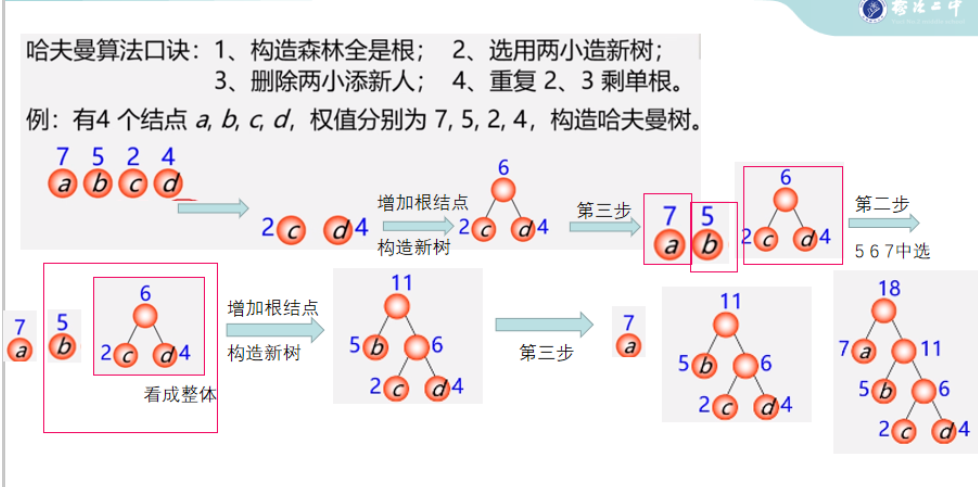 哈夫曼算法口诀：1、构造森林全是根； 2、选用两小造新树；
3、删除两小添新人； 4、重复 2、3 剩单根。
例：有4 个结点 a, b, c, d，权值分别为 7, 5, 2, 4，构造哈夫曼树。
7 5 2 4
a b c d
2 c d 4
增加根结点
构造新树
6
2 c d 4
第三步
7 5
a b
6
2 c d 4
第二步
5 6 7中选
7 5
a b
6
2 c d 4
看成整体
增加根结点
构造新树
11
5 b 6
2 c d 4
第三步
7
a
11
5 b 6
2 c d 4
18
7 a 11
5 b 6
2 c d 4